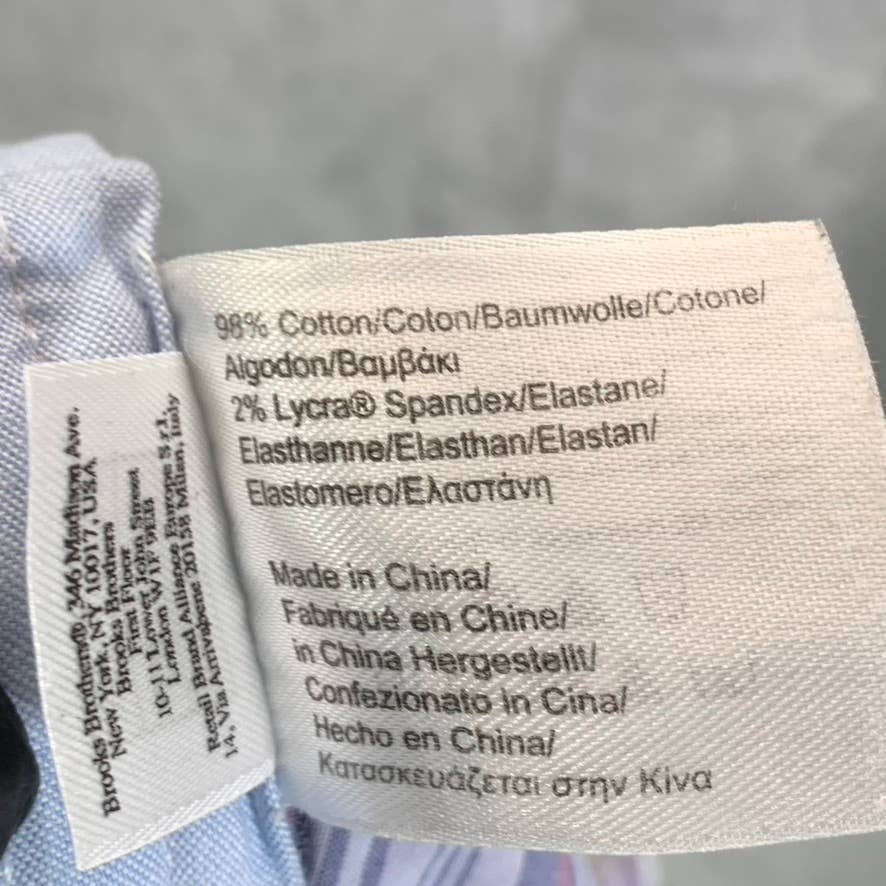 98% Cotton/Coton/Baumwolle/Cotone/
Algodon/Βαμβάκι
2% Lycra® Spandex/Elastane/
Elasthanne/Elasthan/Elastan/
Elastomero/Ελαστάνη
Made in China/
Fabriqué en Chine/
in China Hergestellt/
Confezionato in Cina/
Hecho en China/
Κατασκευάζεται στην Κίνα
Brooks Brothers®, 346 Madison Ave.
New York, NY 10017, USA
Brooks Brothers
First Floor
10-11 Lower John Street
London W1F 9EB
Retail Brand Alliance Europe S.r.l.,
14, Via Amvabene 20158 Milan, Italy